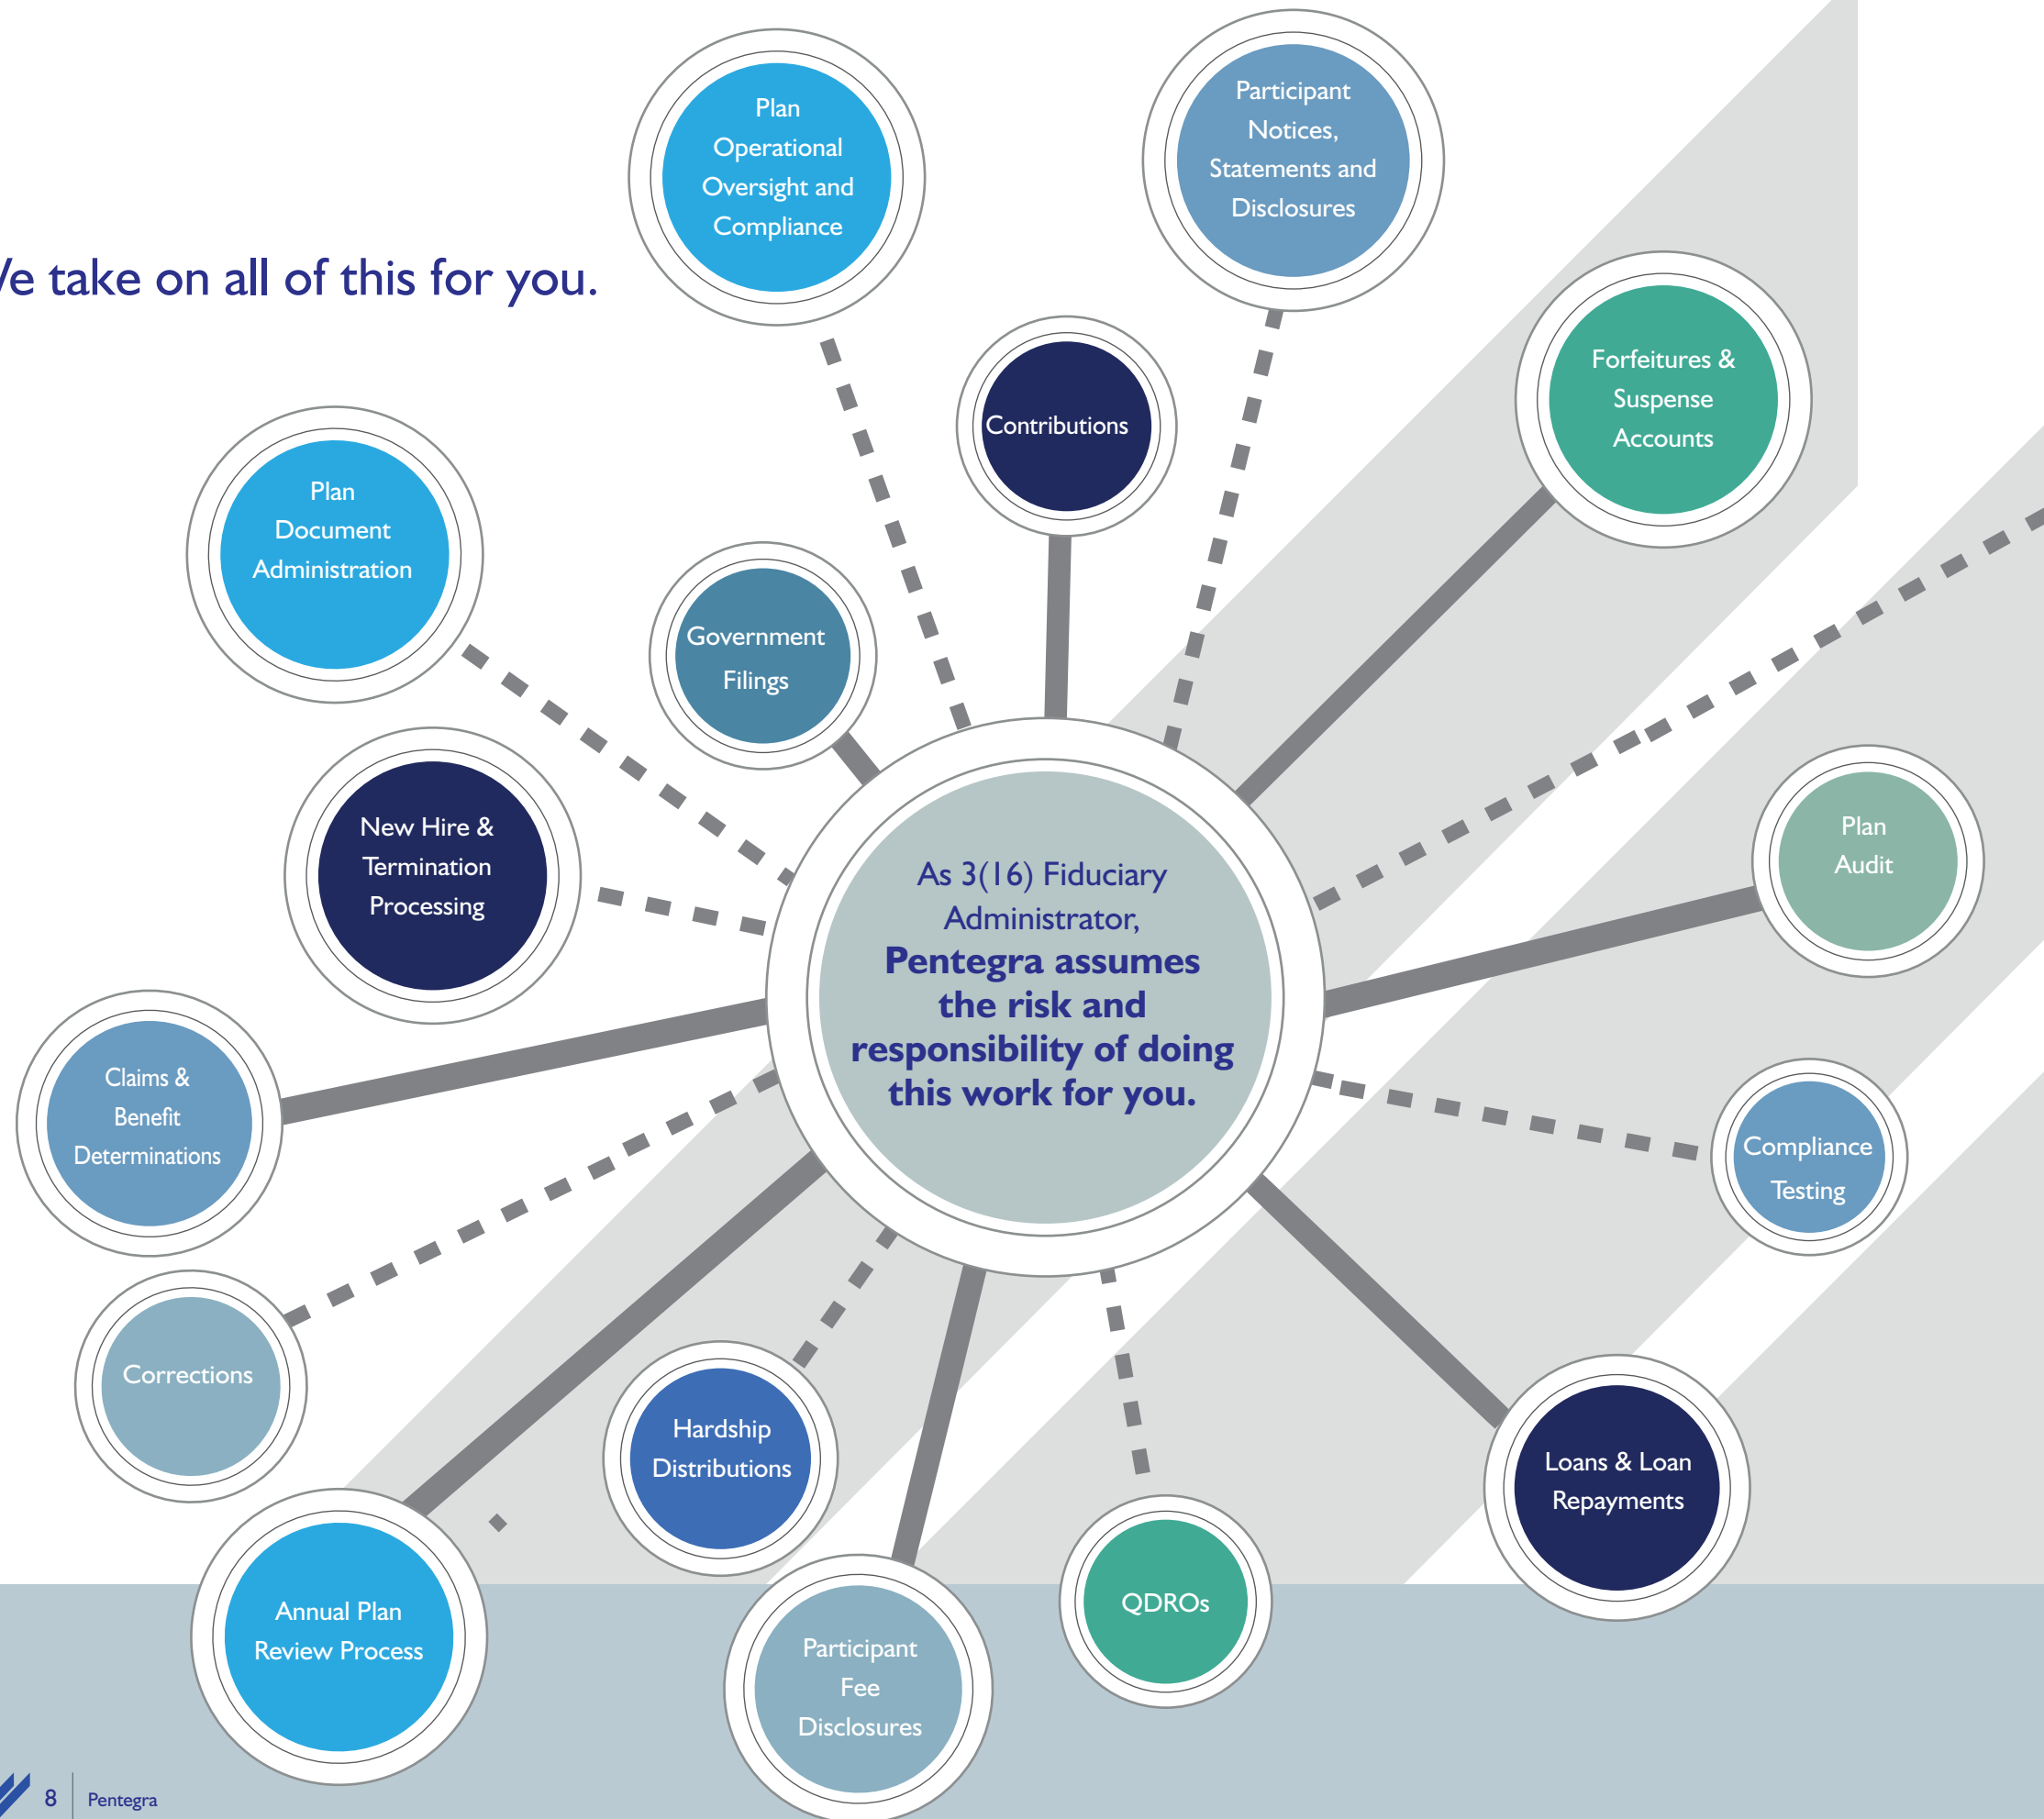 Plan
Operational
Oversight and
Compliance
Participant
Notices,
Statements and
Disclosures
take on all of this for you.
Contributions
Forfeitures &
Suspense
Accounts
Plan
Document
Administration
Government
Filings
New Hire &
Termination
Processing
Plan
Audit
As 3(16) Fiduciary
Administrator,
Pentegra assumes
the risk and
responsibility of doing
this work for you.
Claims &
Benefit
Determinations
Compliance
Testing
Corrections
Hardship
Distributions
Loans & Loan
Repayments
Annual Plan
Review Process
QDROs
Participant
Fee
Disclosures
8
Pentegra